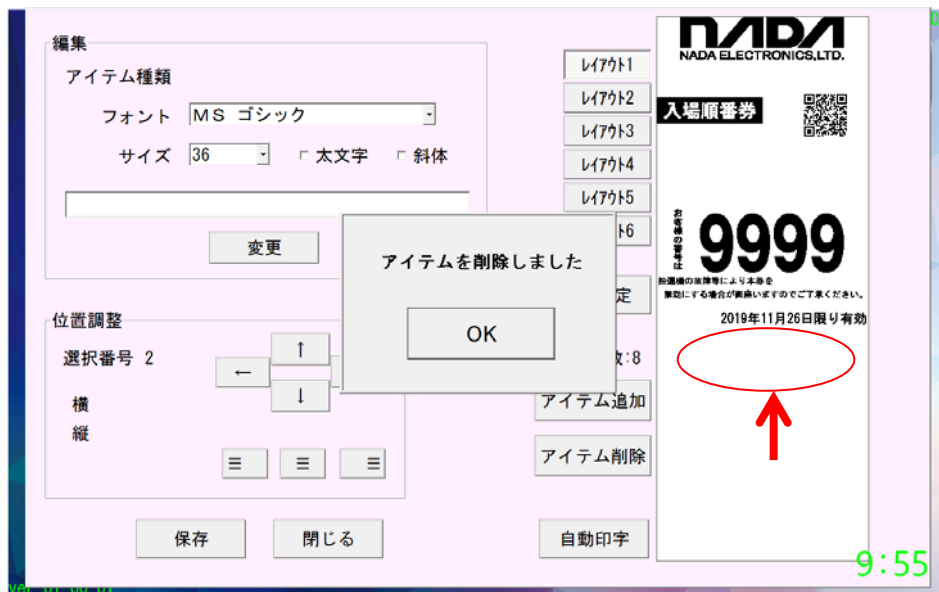 編集
アイテム種類
フォント MS ゴシック
サイズ 36 太文字 斜体
変更
位置調整
選択番号 2
↑
←
↓
横
縦
保存
閉じる
レイアウト1
レイアウト2
レイアウト3
レイアウト4
レイアウト5
ト6
定
:8
アイテム追加
アイテム削除
自動印字
アイテムを削除しました
OK
NADA
NADA ELECTRONICS,LTD.
入場順番券
お客様の番号は
9999
抽選機の故障等により本券を
無効にする場合が御座いますのでご了承ください。
2019年11月26日限り有効
9:55